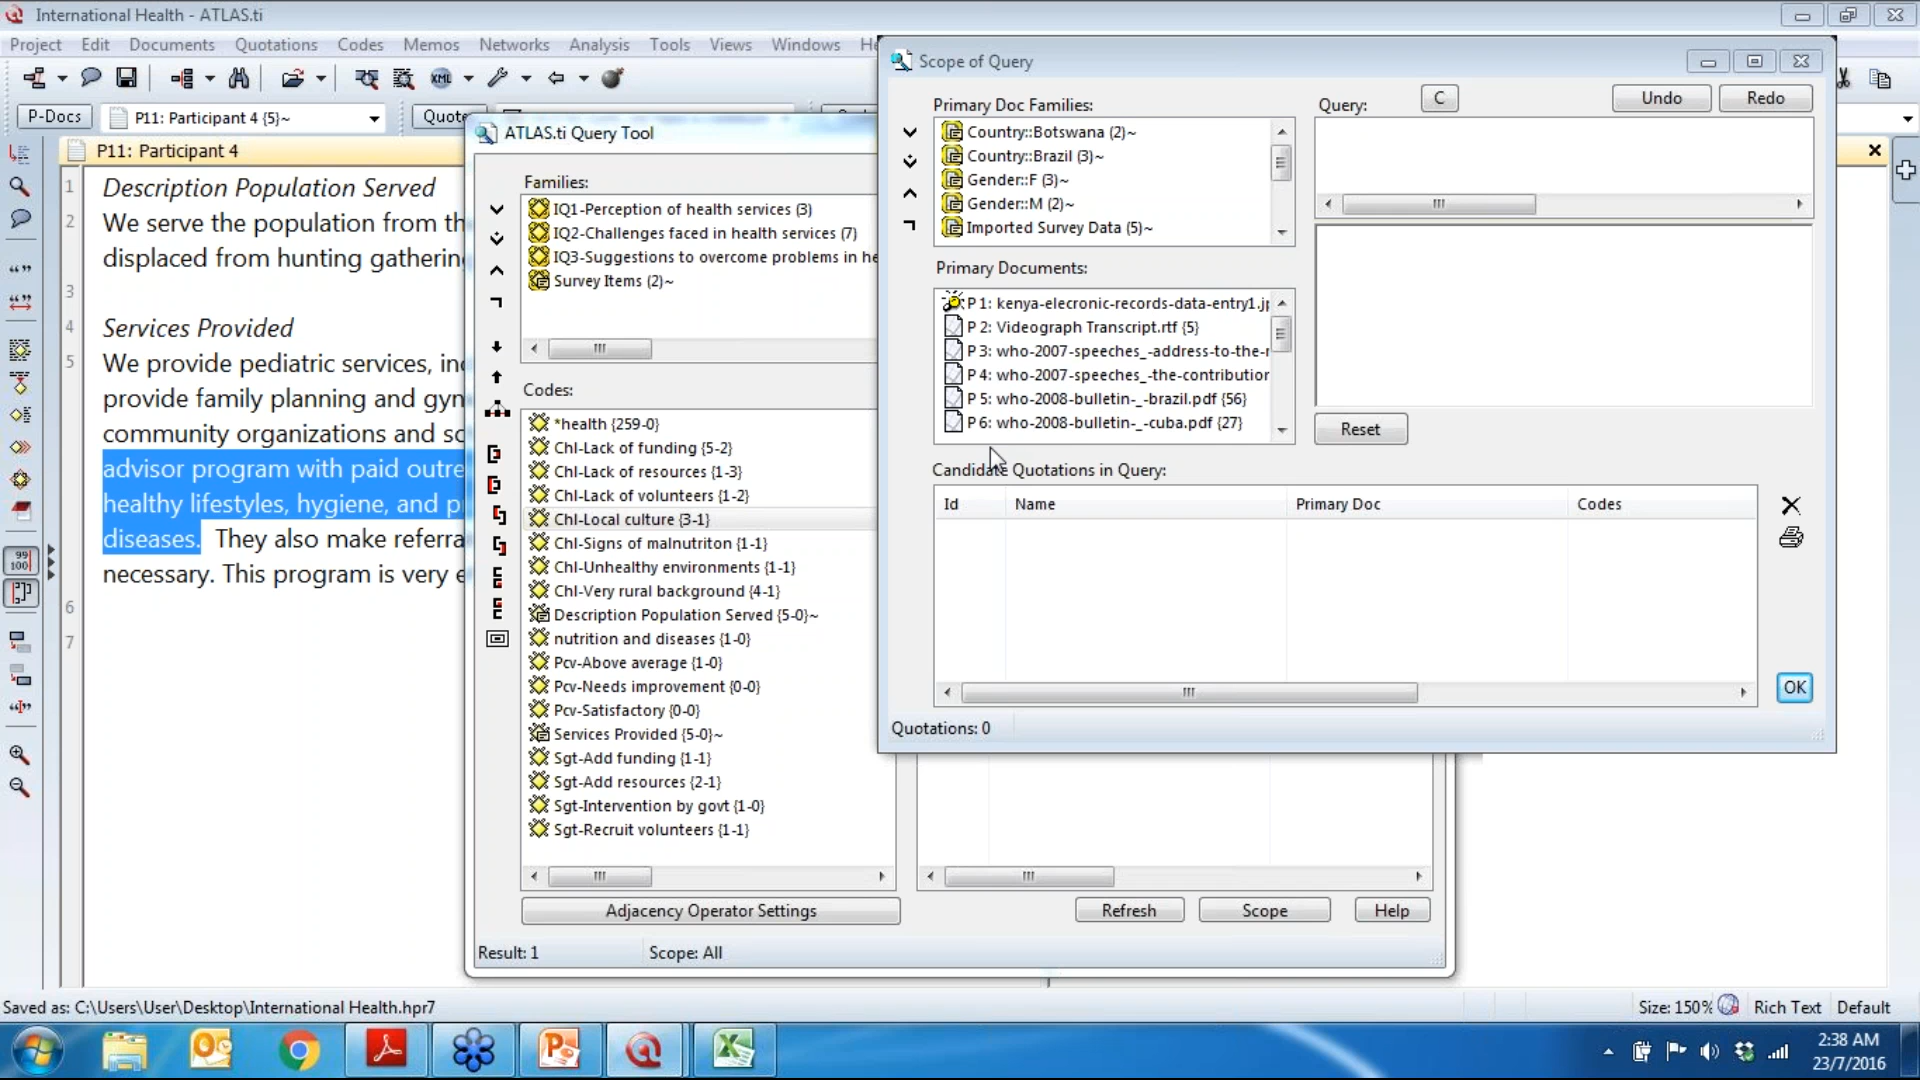 International Health - ATLAS.ti
Project Edit Documents Quotations Codes Memos Networks Analysis Tools Views Windows
P-Docs P11: Participant 4 {5}~
P11: Participant 4
1 Description Population Served
2 We serve the population from
displaced from hunting gathering
3
4 Services Provided
5 We provide pediatric services,
provide family planning and
community organizations and
advisor program with paid
healthy lifestyles, hygiene, and
diseases. They also make
necessary. This program is very
6
7
ATLAS.ti Query Tool
Families:
IQ1-Perception of health services (3)
IQ2-Challenges faced in health services (7)
IQ3-Suggestions to overcome problems in
Survey Items (2)~
Codes:
*health {259-0}
Chl-Lack of funding {5-2}
Chl-Lack of resources {1-3}
Chl-Lack of volunteers {1-2}
Chl-Local culture {3-1}
Chl-Signs of malnutriton {1-1}
Chl-Unhealthy environments {1-1}
Chl-Very rural background {4-1}
Description Population Served {5-0}~
nutrition and diseases {1-0}
Pcv-Above average {1-0}
Pcv-Needs improvement {0-0}
Pcv-Satisfactory {0-0}
Services Provided {5-0}~
Sgt-Add funding {1-1}
Sgt-Add resources {2-1}
Sgt-Intervention by govt {1-0}
Sgt-Recruit volunteers {1-1}
Adjacency Operator Settings
Refresh Scope Help
Result: 1 Scope: All
Scope of Query
Primary Doc Families:
Country::Botswana (2)~
Country::Brazil (3)~
Gender::F (3)~
Gender::M (2)~
Imported Survey Data (5)~
Primary Documents:
P 1: kenya-elecronic-records-data-entry1.jp
P 2: Videograph Transcript.rtf {5}
P 3: who-2007-speeches_-address-to-the-
P 4: who-2007-speeches_-the-contribution
P 5: who-2008-bulletin-_-brazil.pdf {56}
P 6: who-2008-bulletin-_-cuba.pdf {27}
Query: C Undo Redo
Reset
Candidate Quotations in Query:
Id Name Primary Doc Codes
OK
Quotations: 0
Saved as: C:\Users\User\Desktop\International Health.hpr7
Size: 150% Rich Text Default
2:38 AM
23/7/2016